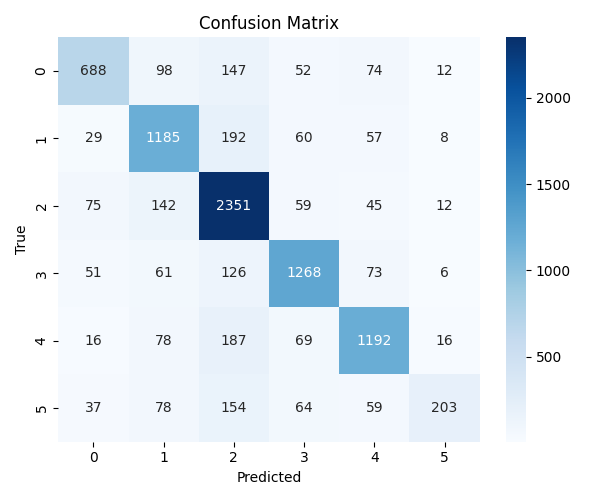 Confusion Matrix
True
0 688 98 147 52 74 12
1 29 1185 192 60 57 8
2 75 142 2351 59 45 12
3 51 61 126 1268 73 6
4 16 78 187 69 1192 16
5 37 78 154 64 59 203
0 1 2 3 4 5
Predicted
2000
1500
1000
500